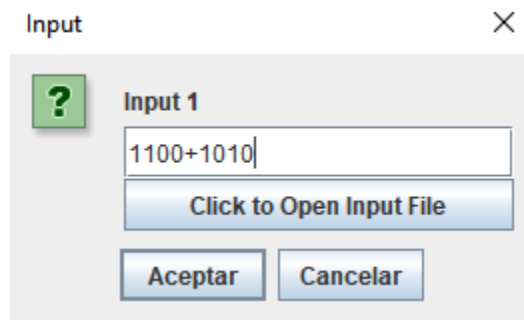 Input
Input 1
1100+1010
Click to Open Input File
Aceptar Cancelar